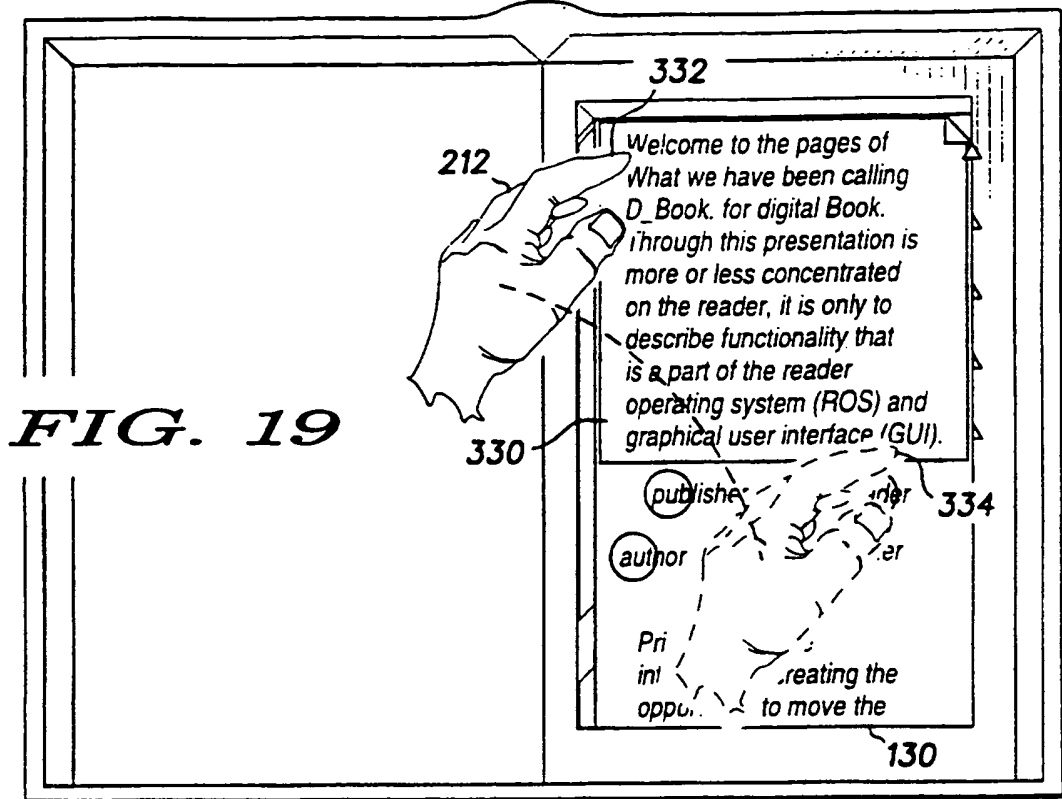 332
212
Welcome to the pages of
What we have been calling
D_Book. for digital Book.
Through this presentation is
more or less concentrated
on the reader, it is only to
describe functionality that
is a part of the reader
operating system (ROS) and
graphical user interface (GUI).
FIG. 19
330
334
publisher
author
to move the
creating the
130